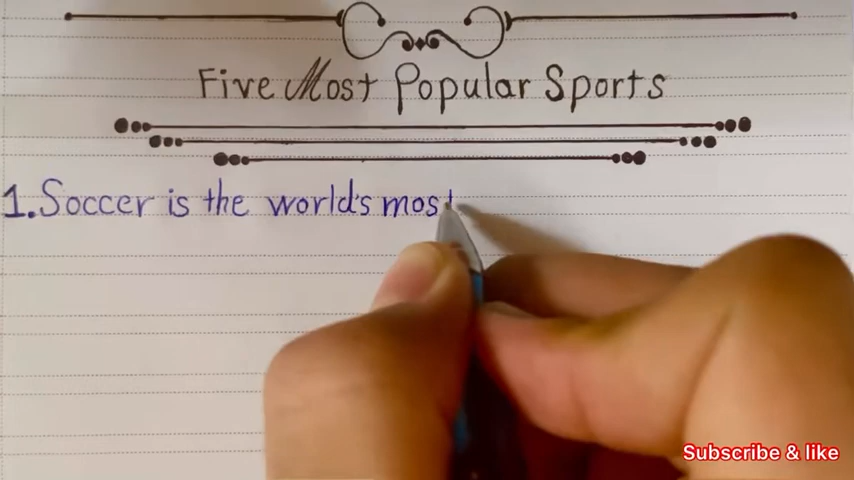 Five Most Popular Sports
1. Soccer is the world's most
Subscribe & like